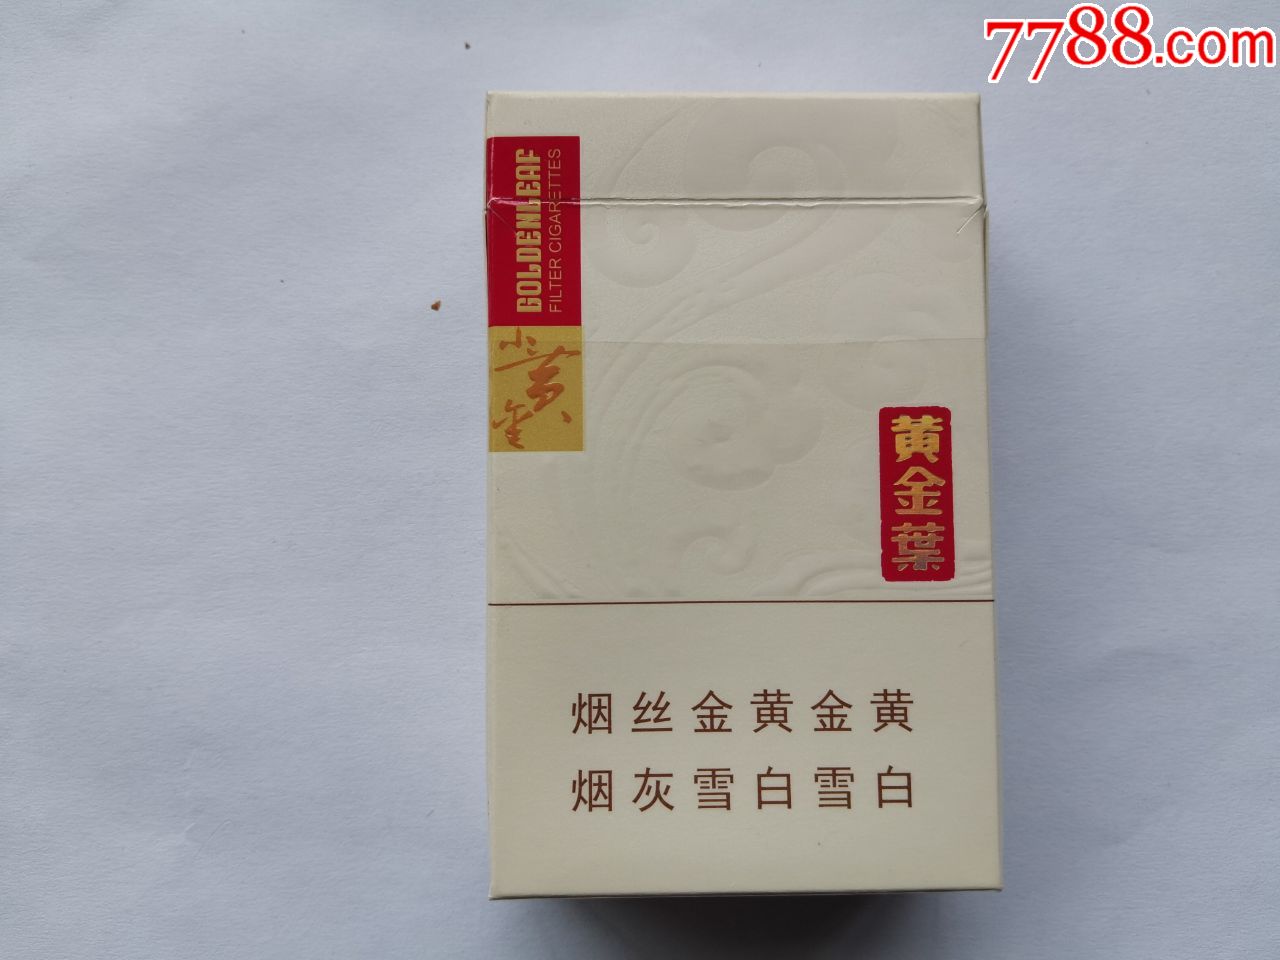 7788.com
GOLDENLEAF
FILTER CIGARETTES
小黄金
黄金葉
烟丝金黄金黄
烟灰雪白雪白